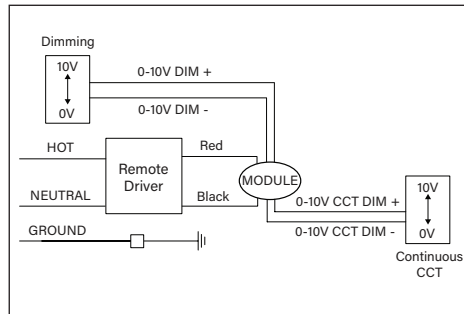 Dimming
10V
0V
0-10V DIM +
0-10V DIM -
HOT
Remote
Driver
Red
NEUTRAL
Black
MODULE
GROUND
0-10V CCT DIM +
0-10V CCT DIM -
10V
0V
Continuous
CCT